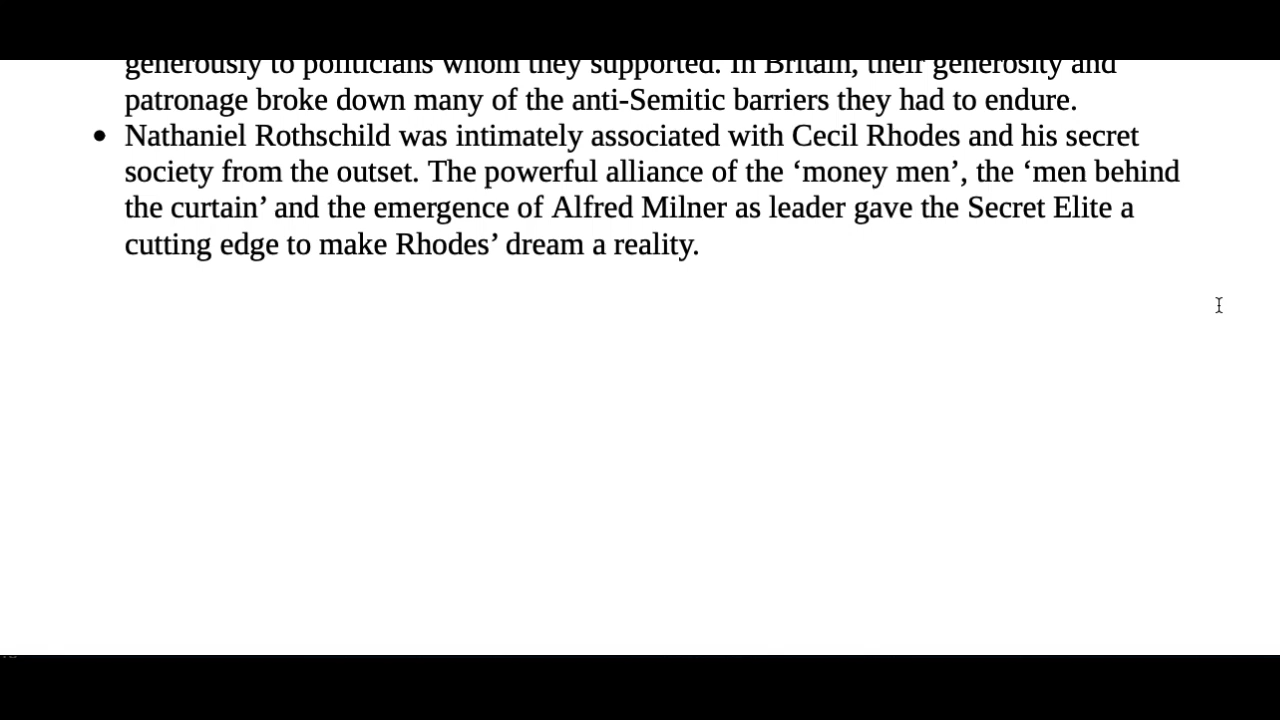 generously to politicians whom they supported. In Britain, their generosity and
patronage broke down many of the anti-Semitic barriers they had to endure.
• Nathaniel Rothschild was intimately associated with Cecil Rhodes and his secret
society from the outset. The powerful alliance of the ‘money men’, the ‘men behind
the curtain’ and the emergence of Alfred Milner as leader gave the Secret Elite a
cutting edge to make Rhodes’ dream a reality.